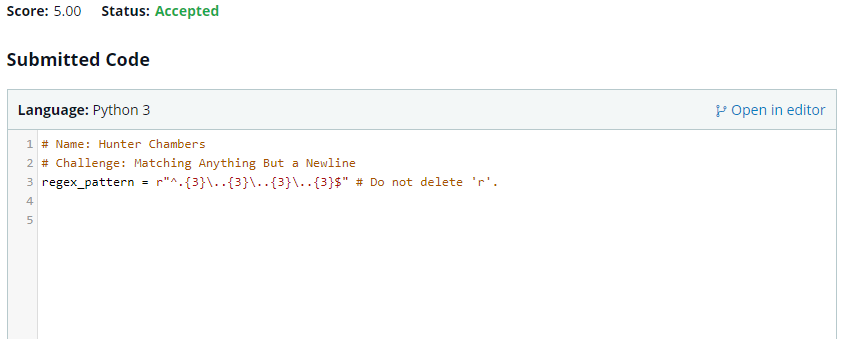 Score: 5.00 Status: Accepted
Submitted Code
Language: Python 3 Open in editor
1 # Name: Hunter Chambers
2 # Challenge: Matching Anything But a Newline
3 regex_pattern = r"^.{3}\..{3}\..{3}\..{3}$" # Do not delete 'r'.
4
5